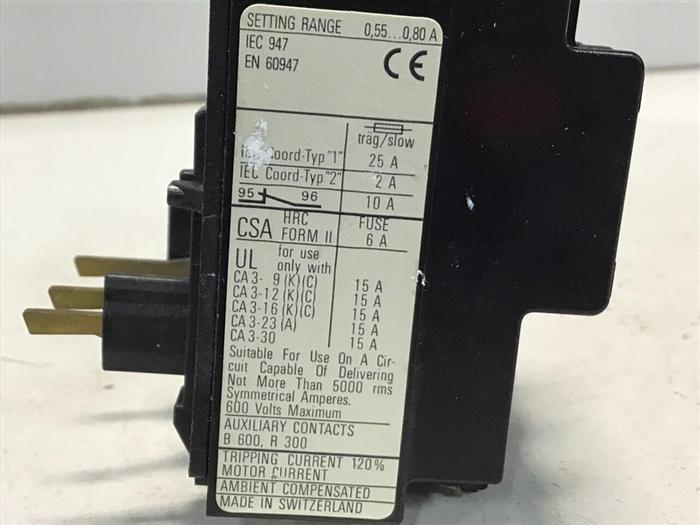 SETTING RANGE 0,55...0,80 A
IEC 947
EN 60947
CE
träg/slow
Coord-Typ "1" 25 A
IEC Coord-Typ "2" 2 A
95 96 10 A
CSA HRC FORM II FUSE 6 A
UL for use only with
CA 3- 9 (K)(C) 15 A
CA 3-12 (K)(C) 15 A
CA 3-16 (K)(C) 15 A
CA 3-23 (A) 15 A
CA 3-30 15 A
Suitable For Use On A Cir-
cuit Capable Of Delivering
Not More Than 5000 rms
Symmetrical Amperes.
600 Volts Maximum
AUXILIARY CONTACTS
B 600, R 300
TRIPPING CURRENT 120%
MOTOR CURRENT
AMBIENT COMPENSATED
MADE IN SWITZERLAND